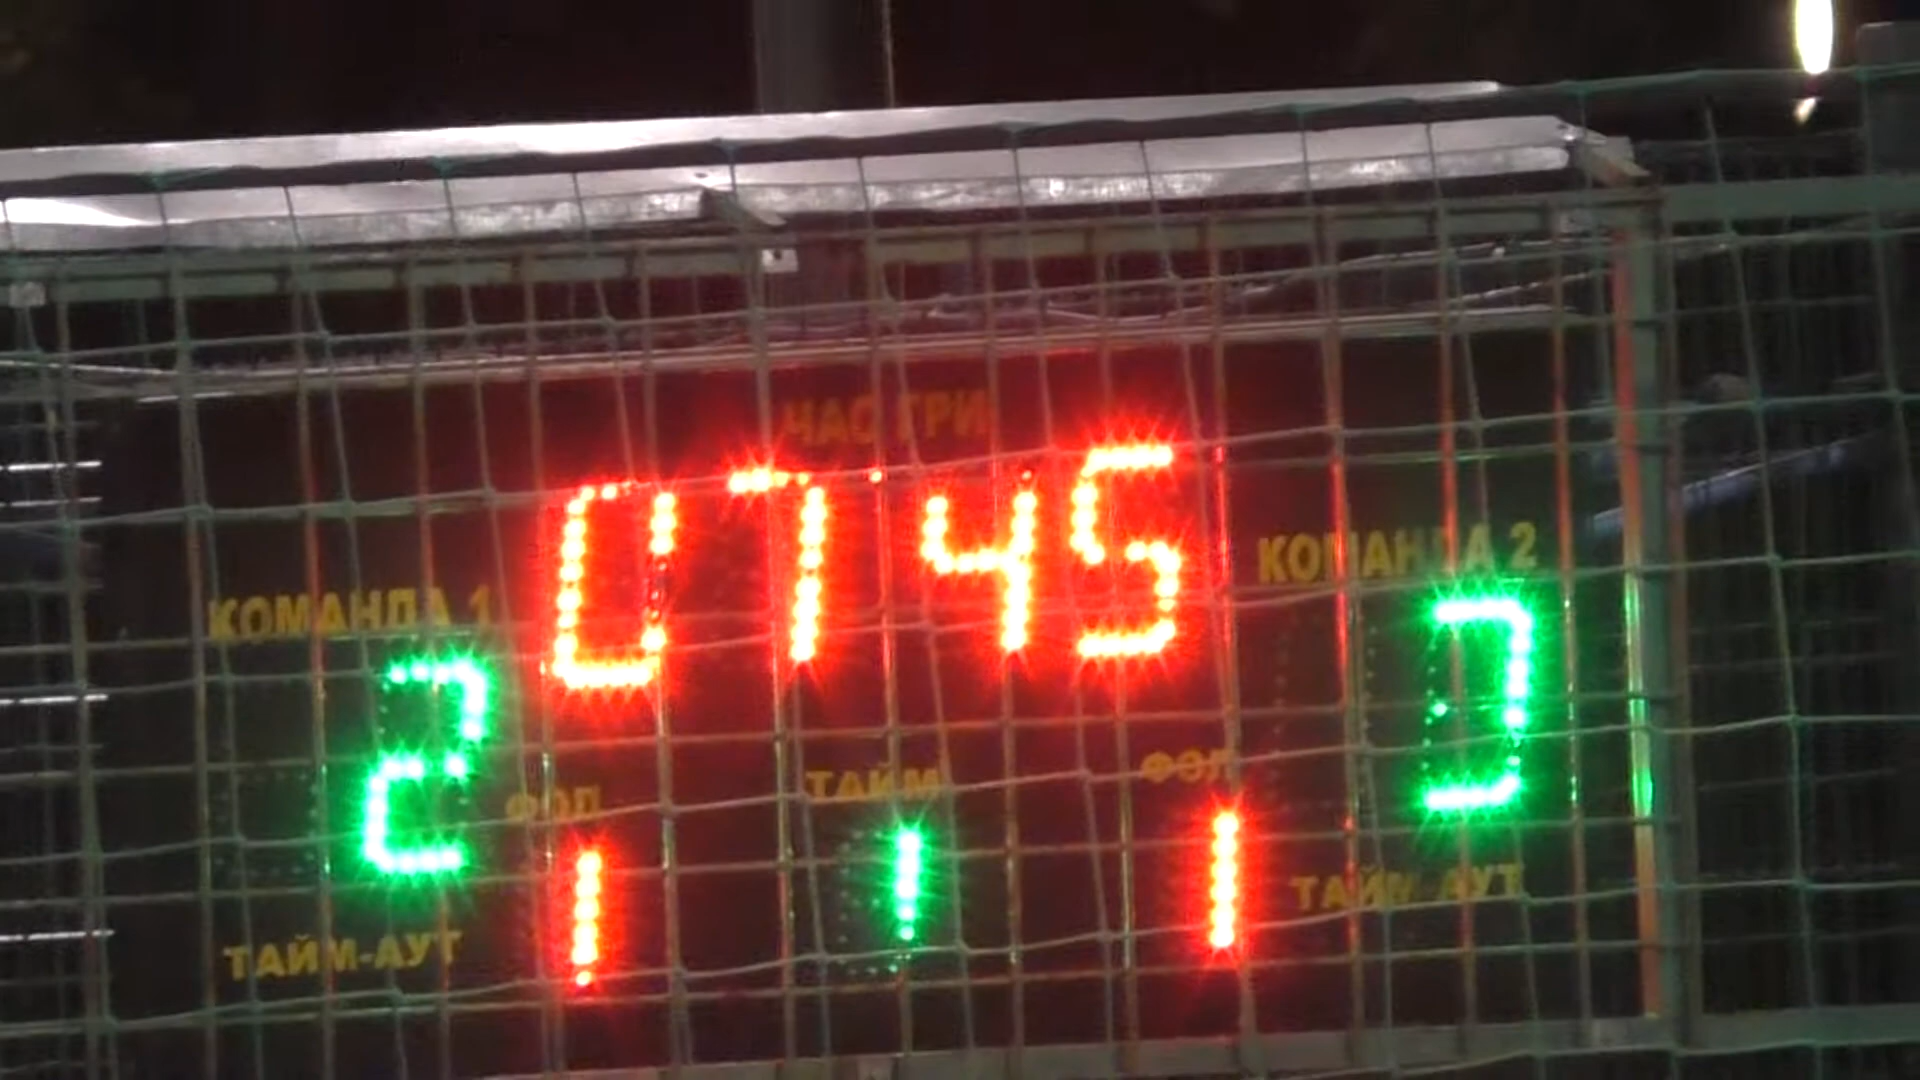 ЧАС ГРИ
07 45
КОМАНДА 1
КОМАНДА 2
2
0
ФОЛ
ТАЙМ
ФОЛ
1
1
1
ТАЙМ-АУТ
ТАЙМ-АУТ